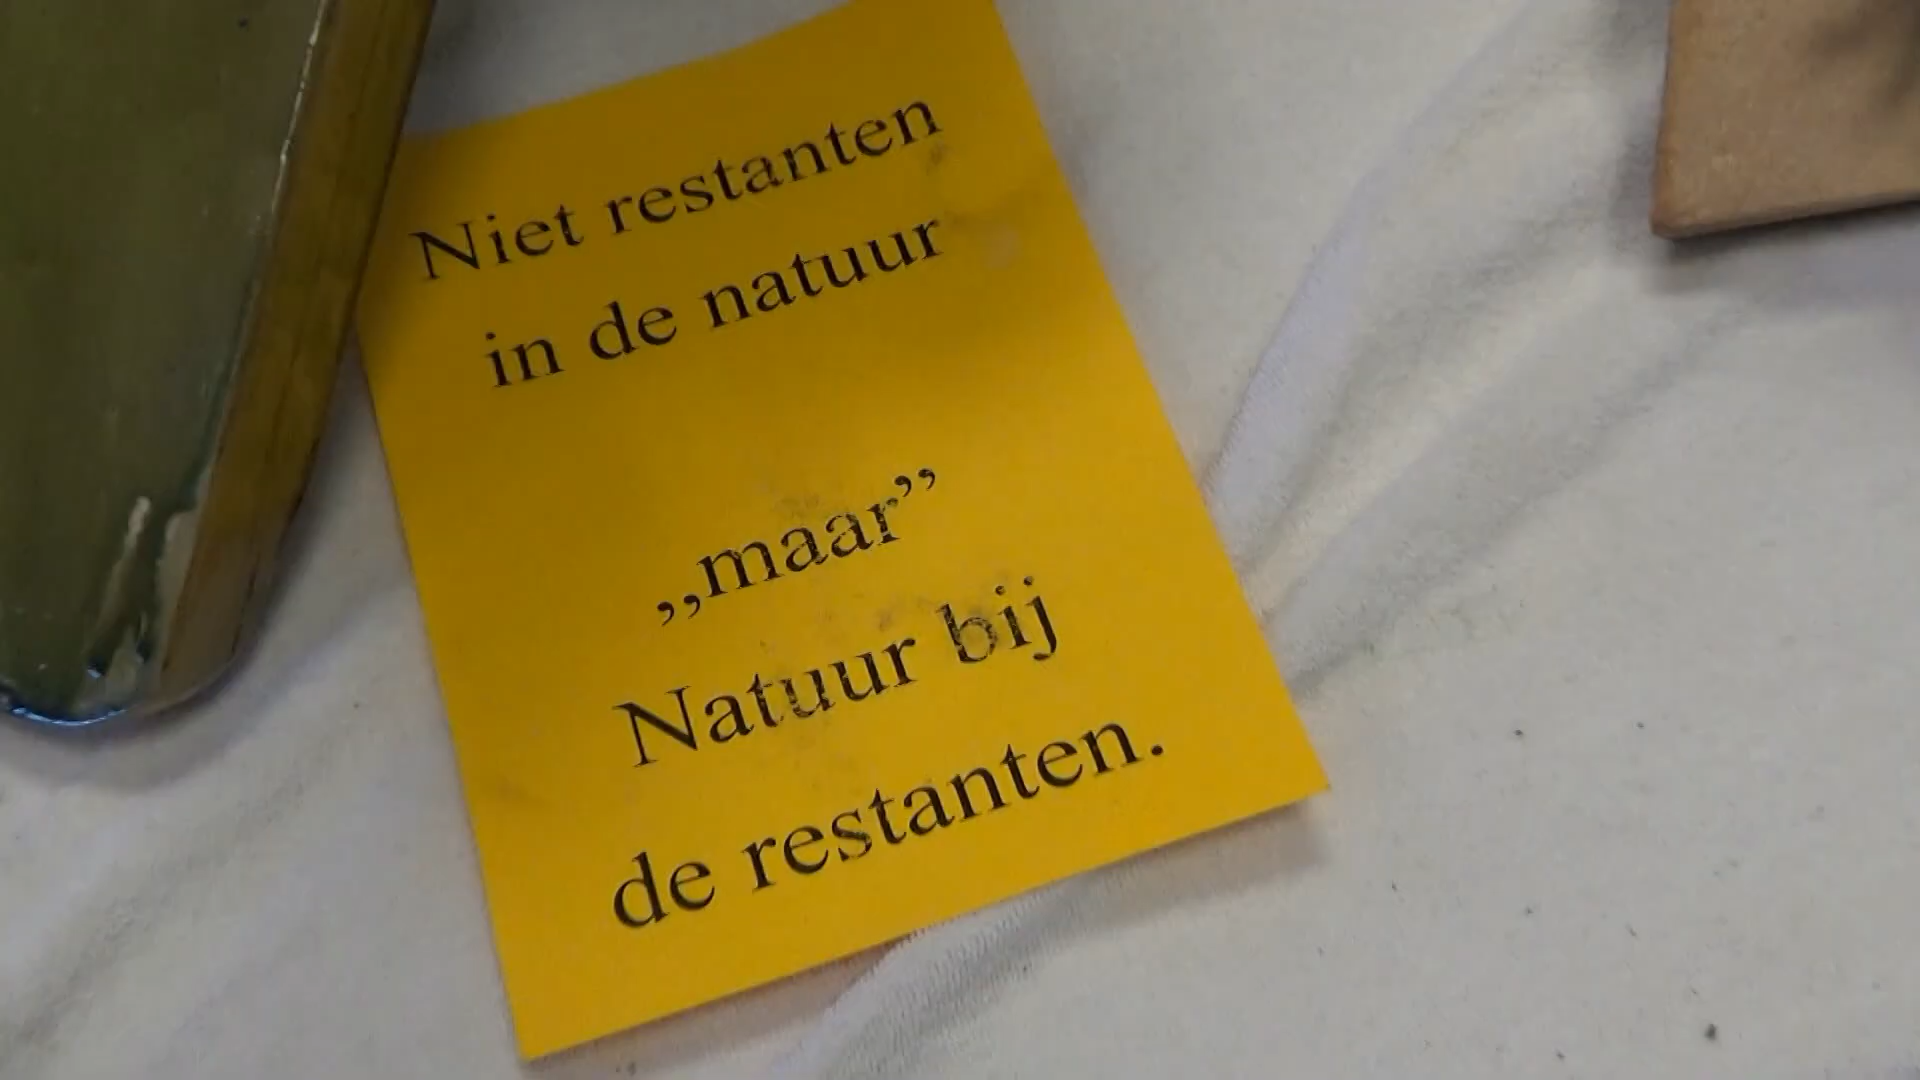 Niet restanten
in de natuur
„maar”
Natuur bij
de restanten.